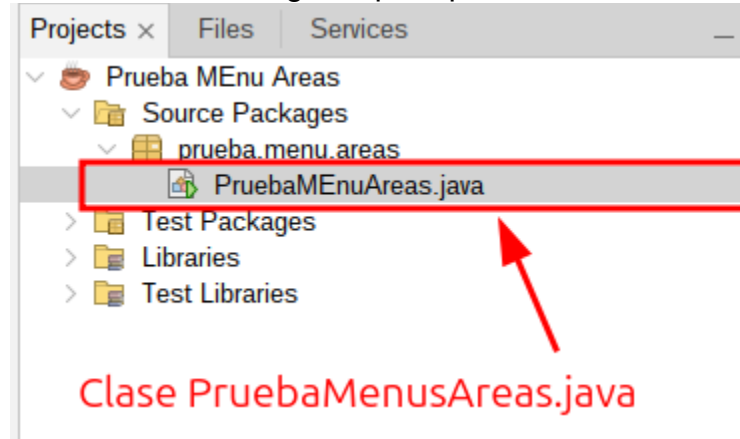 Projects × Files Services
Prueba MEnu Areas
Source Packages
prueba.menu.areas
PruebaMEnuAreas.java
Test Packages
Libraries
Test Libraries
Clase PruebaMenusAreas.java